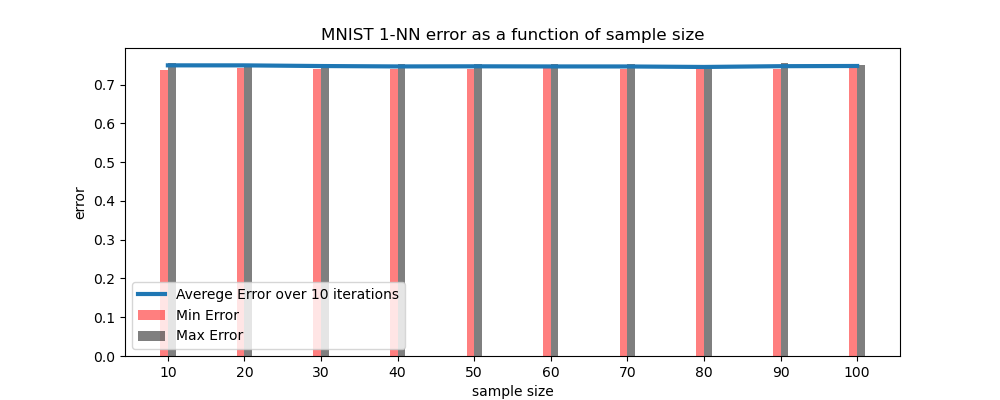 MNIST 1-NN error as a function of sample size
error
0.7
0.6
0.5
0.4
0.3
0.2
0.1
0.0
Averege Error over 10 iterations
Min Error
Max Error
10 20 30 40 50 60 70 80 90 100
sample size